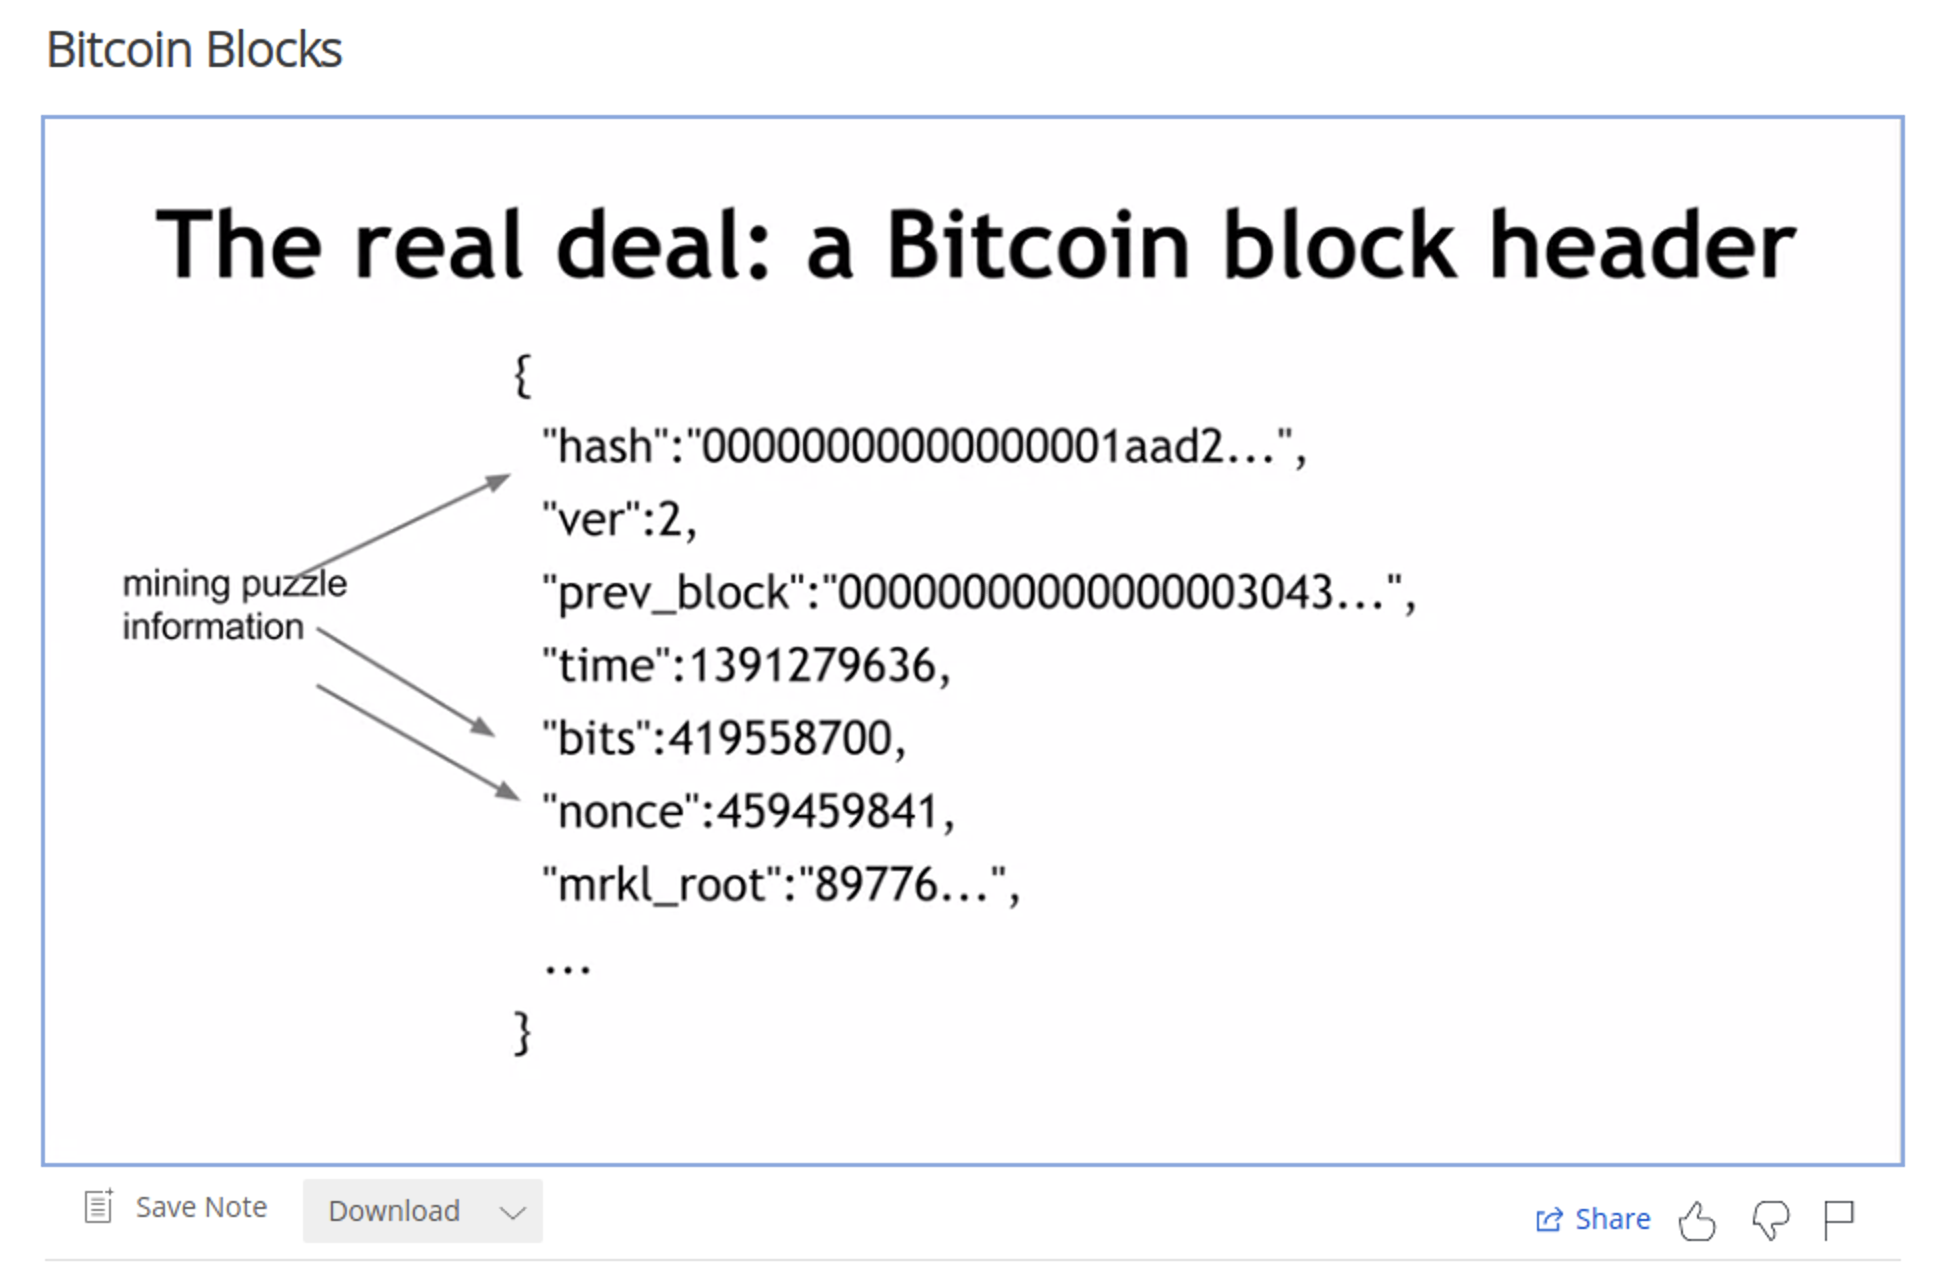 Bitcoin Blocks
The real deal: a Bitcoin block header
{
"hash":"00000000000000001aad2...",
"ver":2,
"prev_block":"00000000000000003043...",
"time":1391279636,
"bits":419558700,
"nonce":459459841,
"mrkl_root":"89776...",
...
}
mining puzzle
information
Save Note
Download
Share